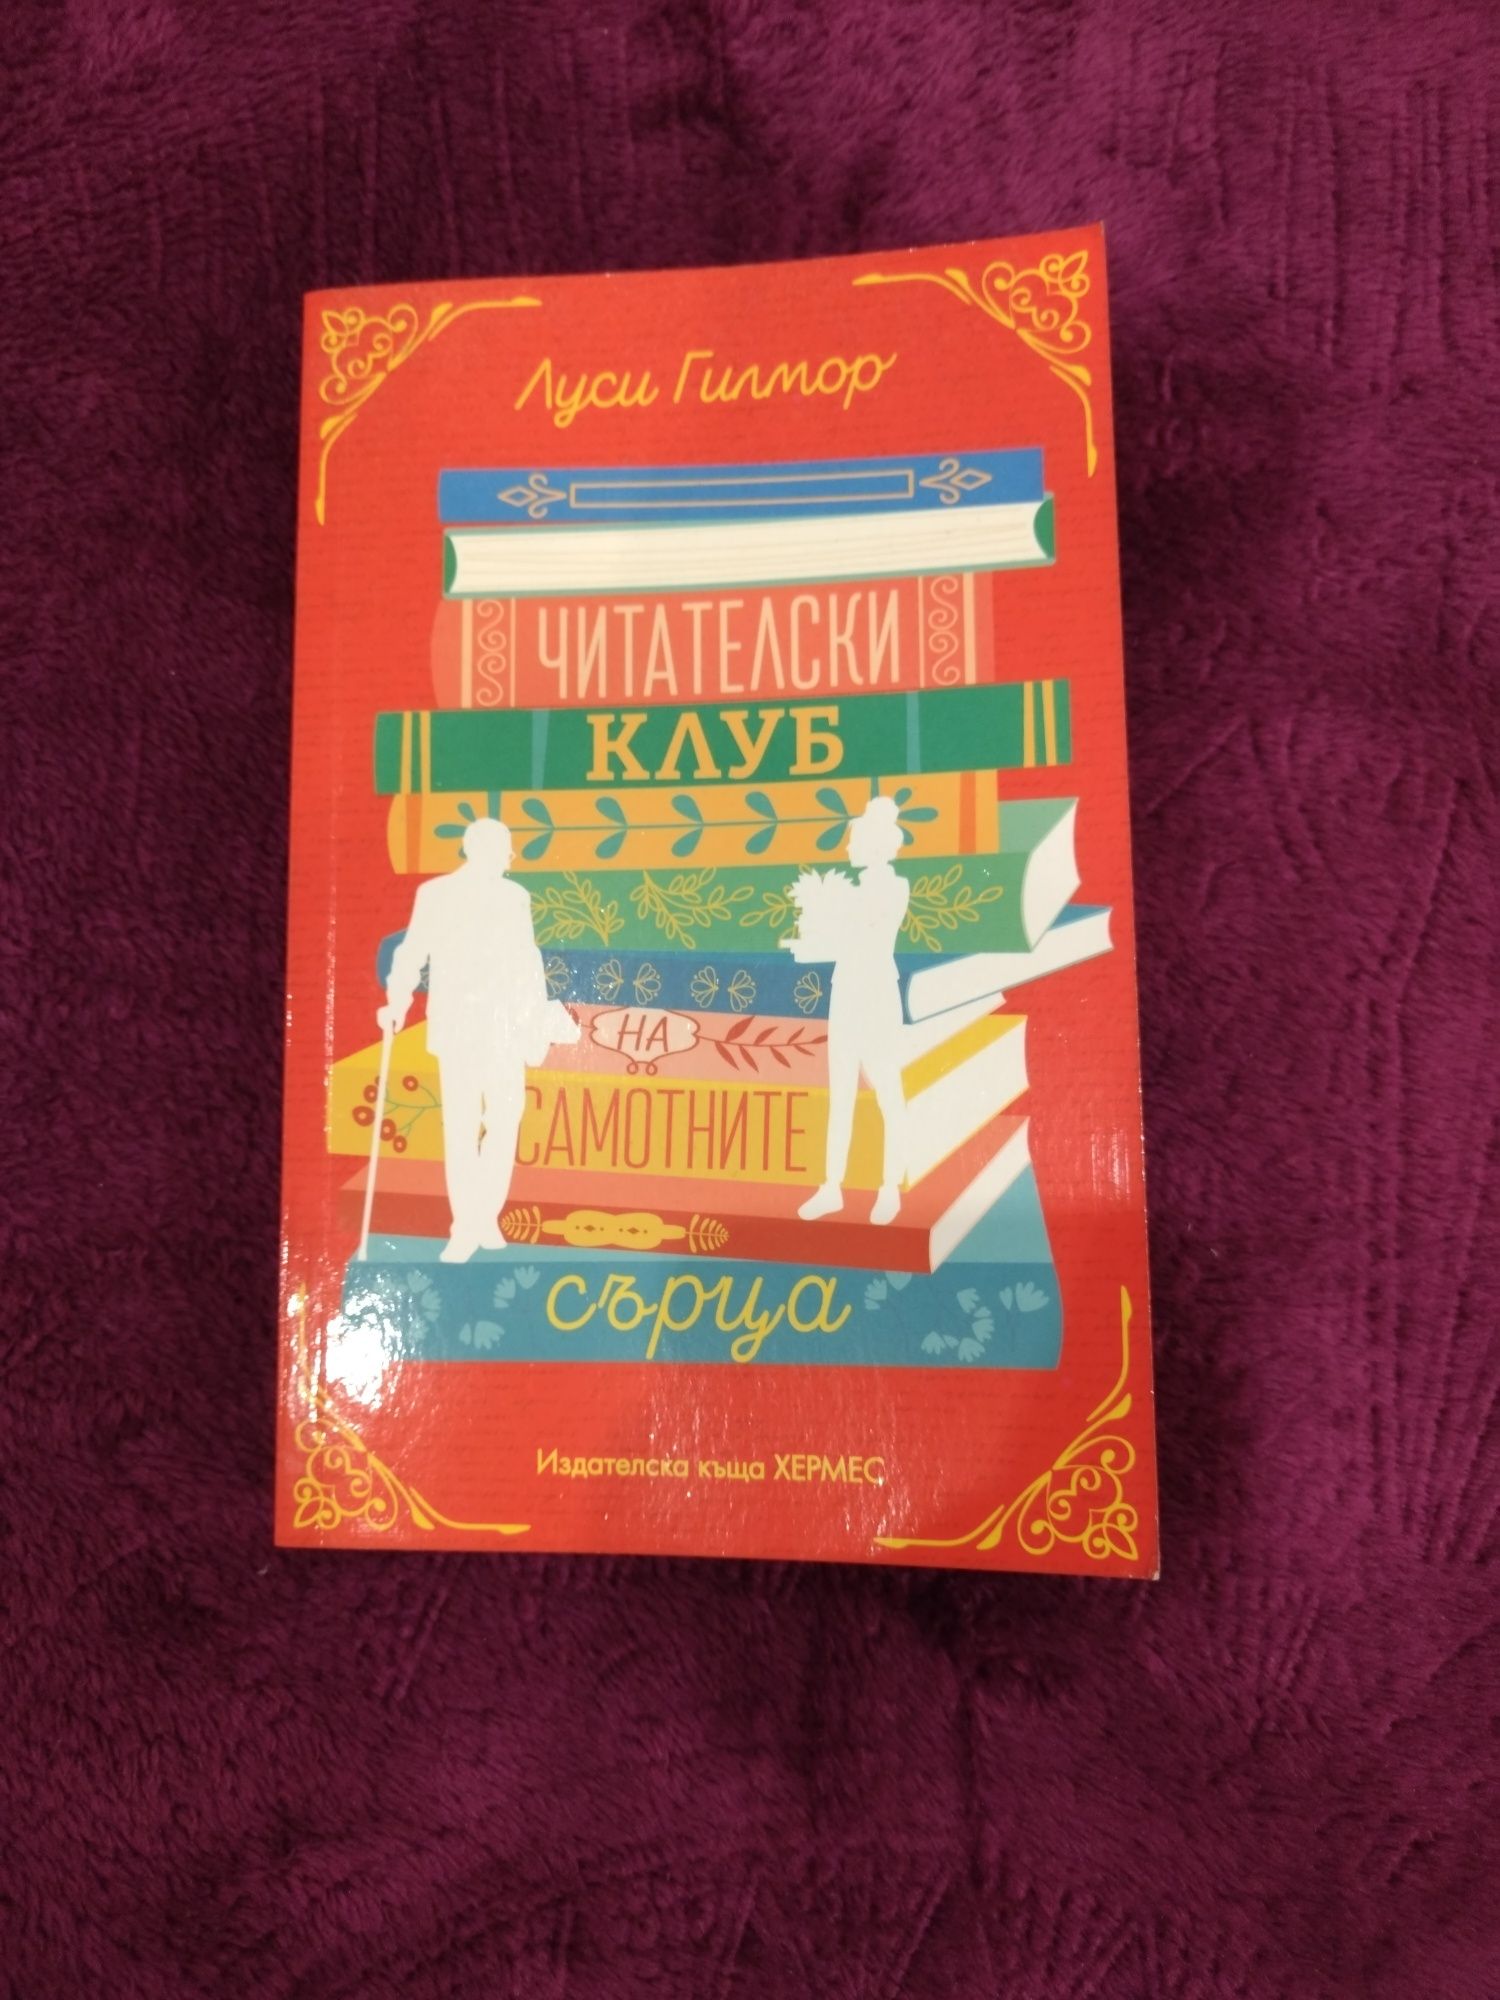 Луси Гилмор
ЧИТАТЕЛСКИ
КЛУБ
НА
САМОТНИТЕ
сърца
Издателска къща ХЕРМЕС